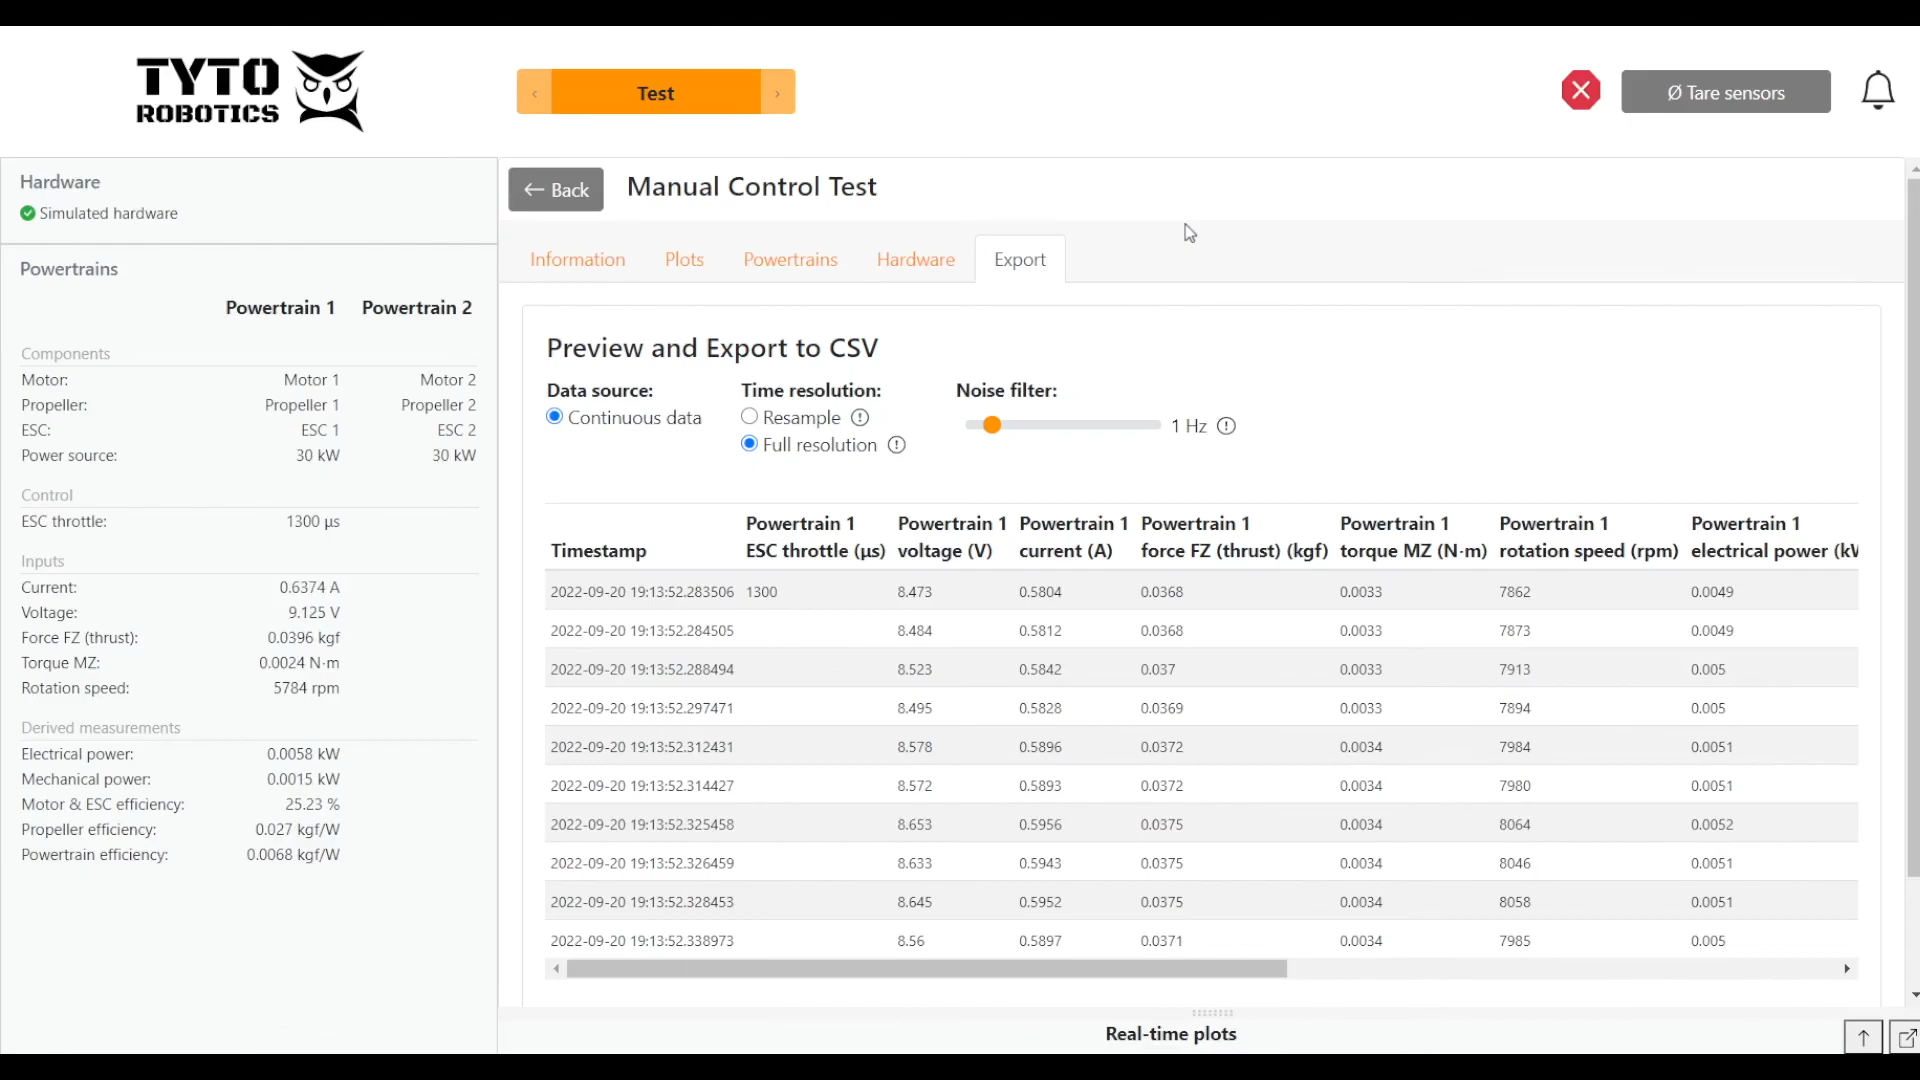 TYTO
ROBOTICS
‹ Test ›
Ø Tare sensors
Hardware
Simulated hardware
Powertrains
Powertrain 1 Powertrain 2
Components
Motor: Motor 1 Motor 2
Propeller: Propeller 1 Propeller 2
ESC: ESC 1 ESC 2
Power source: 30 kW 30 kW
Control
ESC throttle: 1300 µs
Inputs
Current: 0.6374 A
Voltage: 9.125 V
Force FZ (thrust): 0.0396 kgf
Torque MZ: 0.0024 N·m
Rotation speed: 5784 rpm
Derived measurements
Electrical power: 0.0058 kW
Mechanical power: 0.0015 kW
Motor & ESC efficiency: 25.23 %
Propeller efficiency: 0.027 kgf/W
Powertrain efficiency: 0.0068 kgf/W
← Back Manual Control Test
Information Plots Powertrains Hardware Export
Preview and Export to CSV
Data source: Time resolution: Noise filter:
Continuous data Resample 1 Hz
Full resolution
Powertrain 1 Powertrain 1 Powertrain 1 Powertrain 1 Powertrain 1 Powertrain 1 Powertrain 1
Timestamp ESC throttle (µs) voltage (V) current (A) force FZ (thrust) (kgf) torque MZ (N·m) rotation speed (rpm) electrical power (kW
2022-09-20 19:13:52.283506 1300 8.473 0.5804 0.0368 0.0033 7862 0.0049
2022-09-20 19:13:52.284505 8.484 0.5812 0.0368 0.0033 7873 0.0049
2022-09-20 19:13:52.288494 8.523 0.5842 0.037 0.0033 7913 0.005
2022-09-20 19:13:52.297471 8.495 0.5828 0.0369 0.0033 7894 0.005
2022-09-20 19:13:52.312431 8.578 0.5896 0.0372 0.0034 7984 0.0051
2022-09-20 19:13:52.314427 8.572 0.5893 0.0372 0.0034 7980 0.0051
2022-09-20 19:13:52.325458 8.653 0.5956 0.0375 0.0034 8064 0.0052
2022-09-20 19:13:52.326459 8.633 0.5943 0.0375 0.0034 8046 0.0051
2022-09-20 19:13:52.328453 8.645 0.5952 0.0375 0.0034 8058 0.0051
2022-09-20 19:13:52.338973 8.56 0.5897 0.0371 0.0034 7985 0.005
Real-time plots